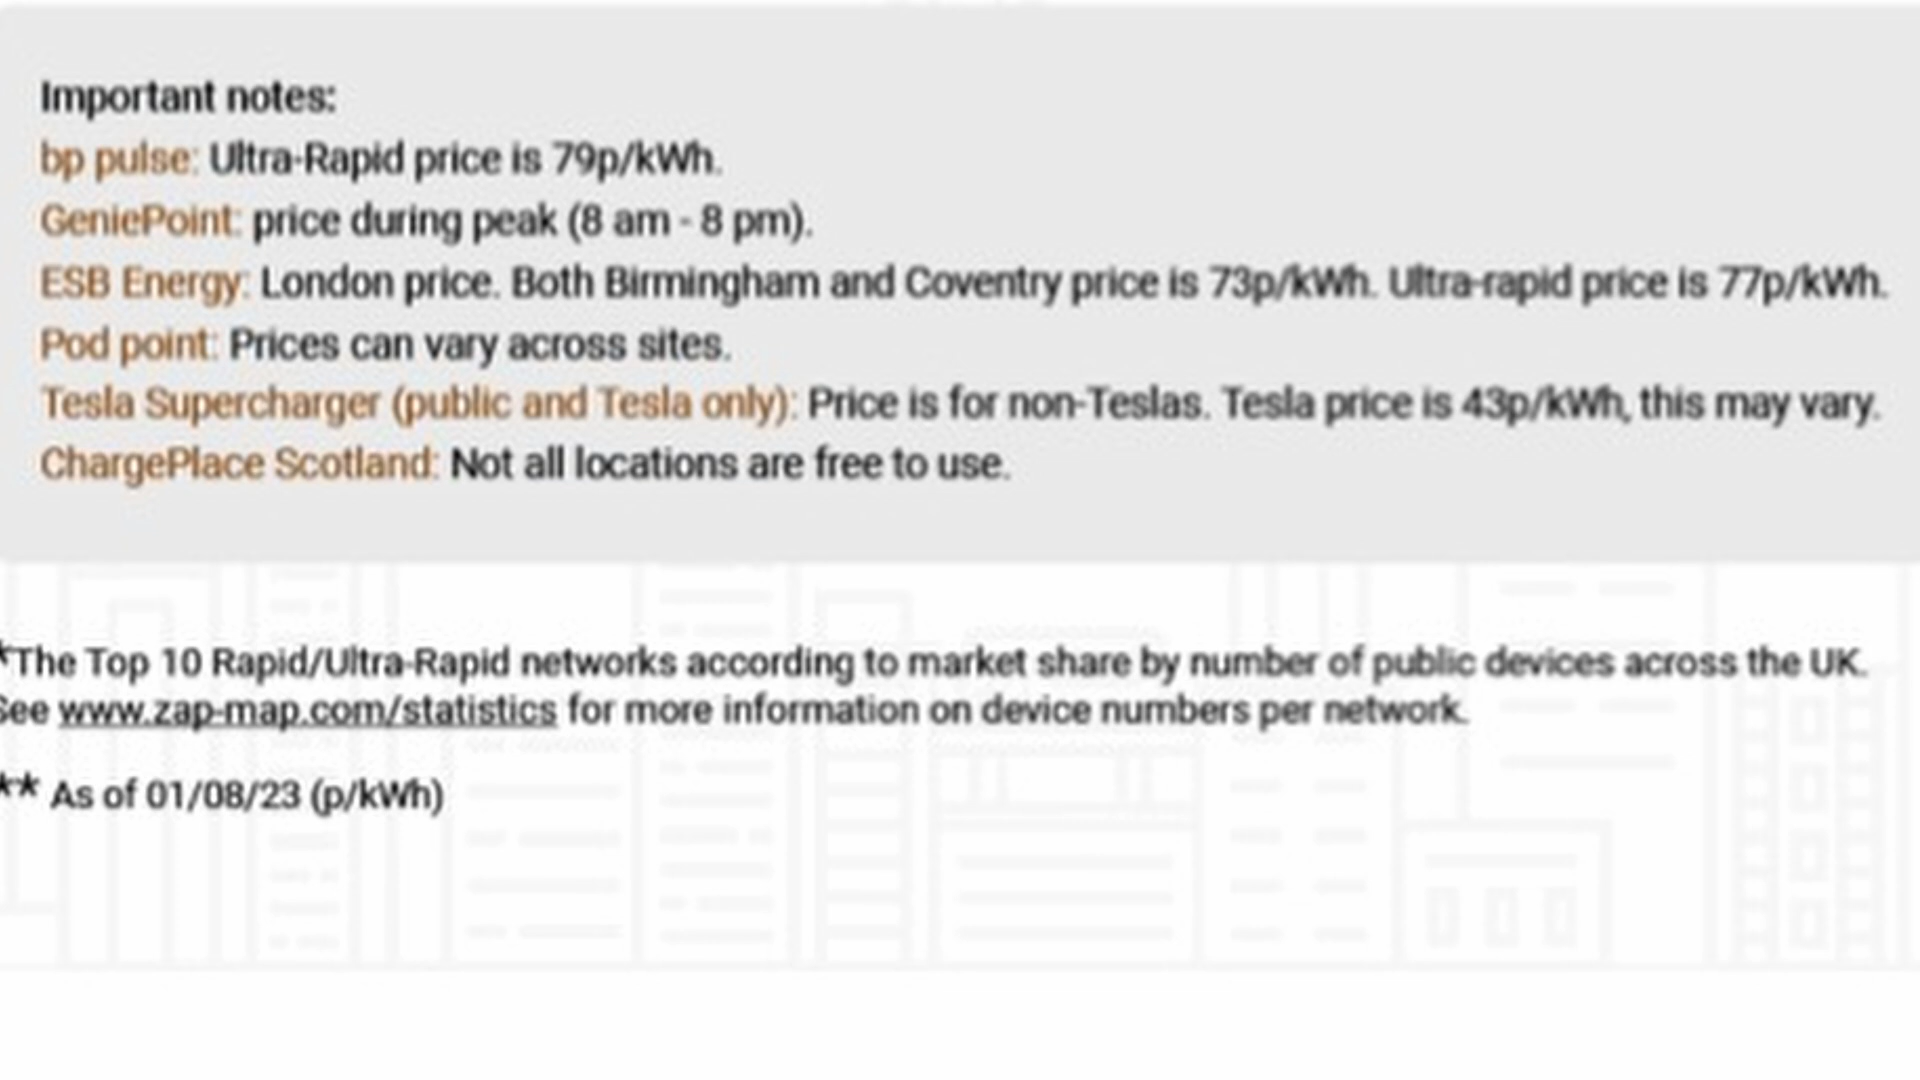 Important notes:
bp pulse: Ultra-Rapid price is 79p/kWh.
GeniePoint: price during peak (8 am - 8 pm).
ESB Energy: London price. Both Birmingham and Coventry price is 73p/kWh. Ultra-rapid price is 77p/kWh.
Pod point: Prices can vary across sites.
Tesla Supercharger (public and Tesla only): Price is for non-Teslas. Tesla price is 43p/kWh, this may vary.
ChargePlace Scotland: Not all locations are free to use.
*The Top 10 Rapid/Ultra-Rapid networks according to market share by number of public devices across the UK.
See www.zap-map.com/statistics for more information on device numbers per network.
** As of 01/08/23 (p/kWh)